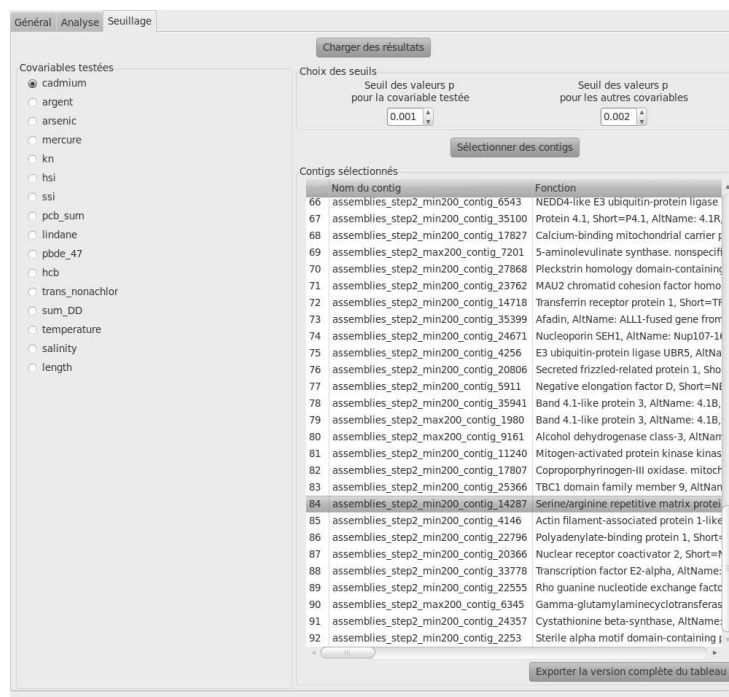 Général Analyse Seuillage
Charger des résultats
Covariables testées
cadmium
argent
arsenic
mercure
kn
hsi
ssi
pcb_sum
lindane
pbde_47
hcb
trans_nonachlor
sum_DD
temperature
salinity
length
Choix des seuils
Seuil des valeurs p
pour la covariable testée
0.001
Seuil des valeurs p
pour les autres covariables
0.002
Sélectionner des contigs
Contigs sélectionnés
Nom du contig Fonction
66 assemblies_step2_min200_contig_6543 NEDD4-like E3 ubiquitin-protein ligase
67 assemblies_step2_min200_contig_35100 Protein 4.1, Short=P4.1, AltName: 4.1R,
68 assemblies_step2_min200_contig_17827 Calcium-binding mitochondrial carrier p
69 assemblies_step2_max200_contig_7201 5-aminolevulinate synthase. nonspecifi
70 assemblies_step2_min200_contig_27868 Pleckstrin homology domain-containing
71 assemblies_step2_min200_contig_23762 MAU2 chromatid cohesion factor homo
72 assemblies_step2_min200_contig_14718 Transferrin receptor protein 1, Short=TF
73 assemblies_step2_min200_contig_35399 Afadin, AltName: ALL1-fused gene from
74 assemblies_step2_min200_contig_24671 Nucleoporin SEH1, AltName: Nup107-16
75 assemblies_step2_min200_contig_4256 E3 ubiquitin-protein ligase UBR5, AltNa
76 assemblies_step2_min200_contig_20806 Secreted frizzled-related protein 1, Sho
77 assemblies_step2_min200_contig_5911 Negative elongation factor D, Short=NE
78 assemblies_step2_min200_contig_35941 Band 4.1-like protein 3, AltName: 4.1B,
79 assemblies_step2_max200_contig_1980 Band 4.1-like protein 3, AltName: 4.1B,
80 assemblies_step2_max200_contig_9161 Alcohol dehydrogenase class-3, AltNam
81 assemblies_step2_min200_contig_11240 Mitogen-activated protein kinase kinas
82 assemblies_step2_min200_contig_17807 Coproporphyrinogen-III oxidase. mitoch
83 assemblies_step2_min200_contig_25366 TBC1 domain family member 9, AltNan
84 assemblies_step2_min200_contig_14287 Serine/arginine repetitive matrix protei
85 assemblies_step2_min200_contig_4146 Actin filament-associated protein 1-like
86 assemblies_step2_min200_contig_22796 Polyadenylate-binding protein 1, Short=
87 assemblies_step2_min200_contig_20366 Nuclear receptor coactivator 2, Short=N
88 assemblies_step2_min200_contig_33778 Transcription factor E2-alpha, AltName:
89 assemblies_step2_min200_contig_22555 Rho guanine nucleotide exchange facto
90 assemblies_step2_max200_contig_6345 Gamma-glutamylaminecyclotransferas
91 assemblies_step2_min200_contig_24357 Cystathionine beta-synthase, AltName:
92 assemblies_step2_min200_contig_2253 Sterile alpha motif domain-containing p
Exporter la version complète du tableau